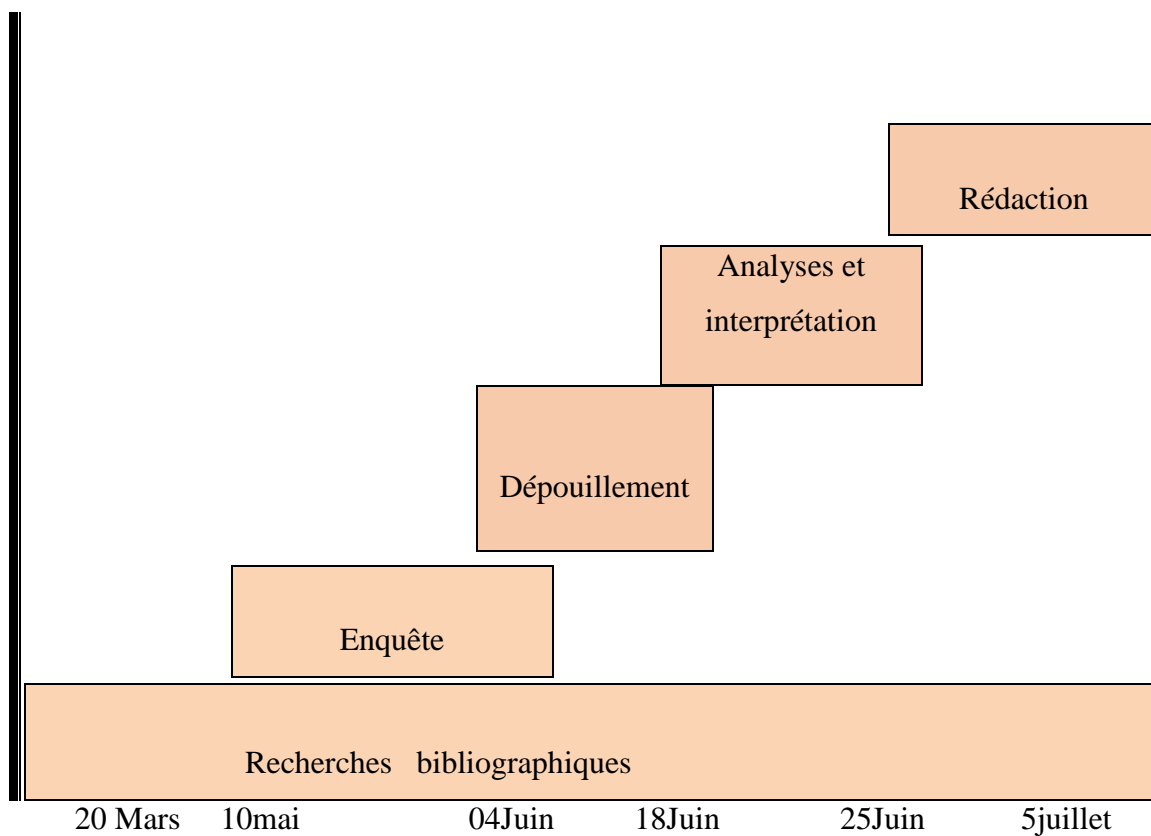 Rédaction
Analyses et
interprétation
Dépouillement
Enquête
Recherches bibliographiques
20 Mars 10mai 04Juin 18Juin 25Juin 5juillet